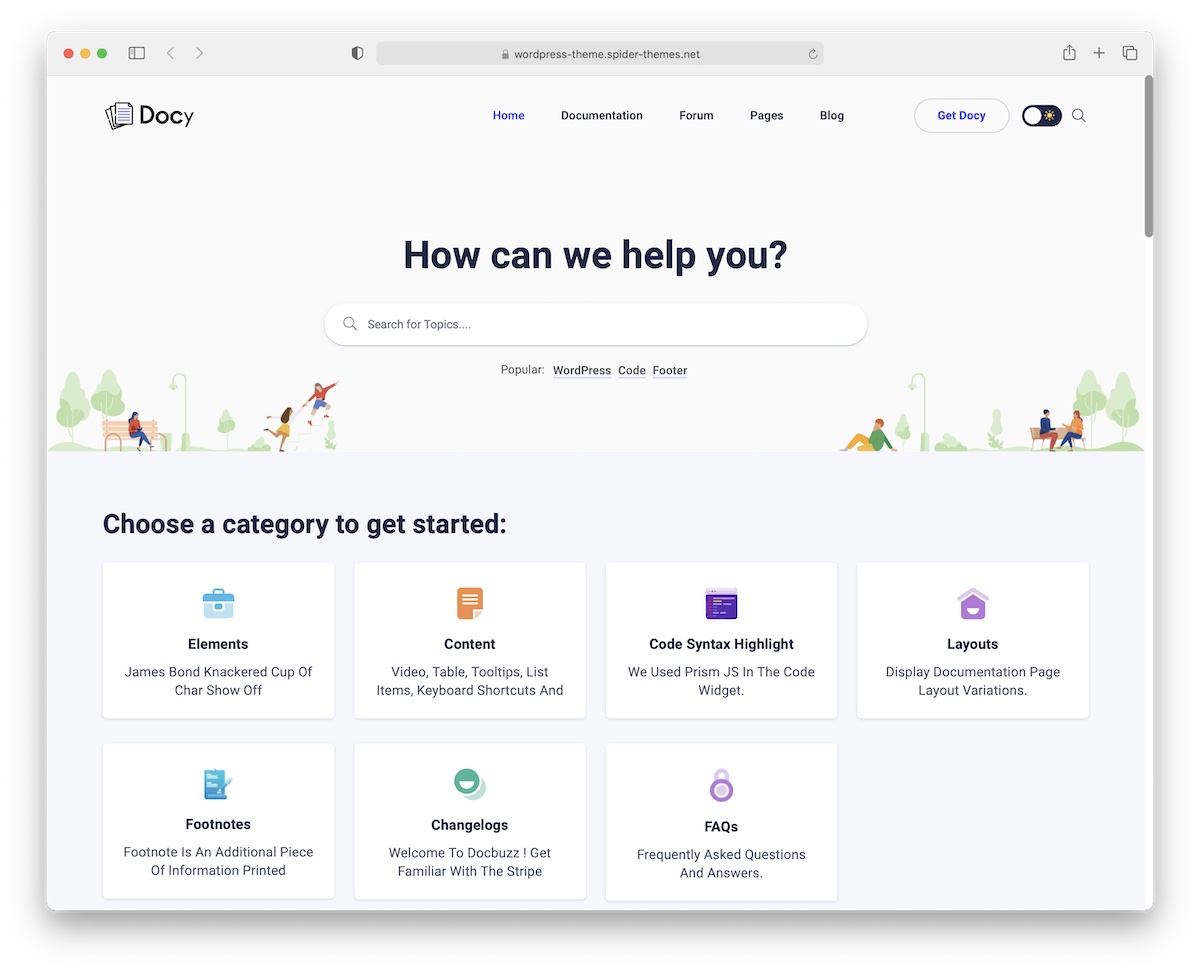 wordpress-theme.spider-themes.net
Docy
Home
Documentation
Forum
Pages
Blog
Get Docy
How can we help you?
Search for Topics....
Popular: WordPress Code Footer
Choose a category to get started:
Elements
James Bond Knackered Cup Of
Char Show Off
Content
Video, Table, Tooltips, List
Items, Keyboard Shortcuts And
Code Syntax Highlight
We Used Prism JS In The Code
Widget.
Layouts
Display Documentation Page
Layout Variations.
Footnotes
Footnote Is An Additional Piece
Of Information Printed
Changelogs
Welcome To Docbuzz ! Get
Familiar With The Stripe
FAQs
Frequently Asked Questions
And Answers.